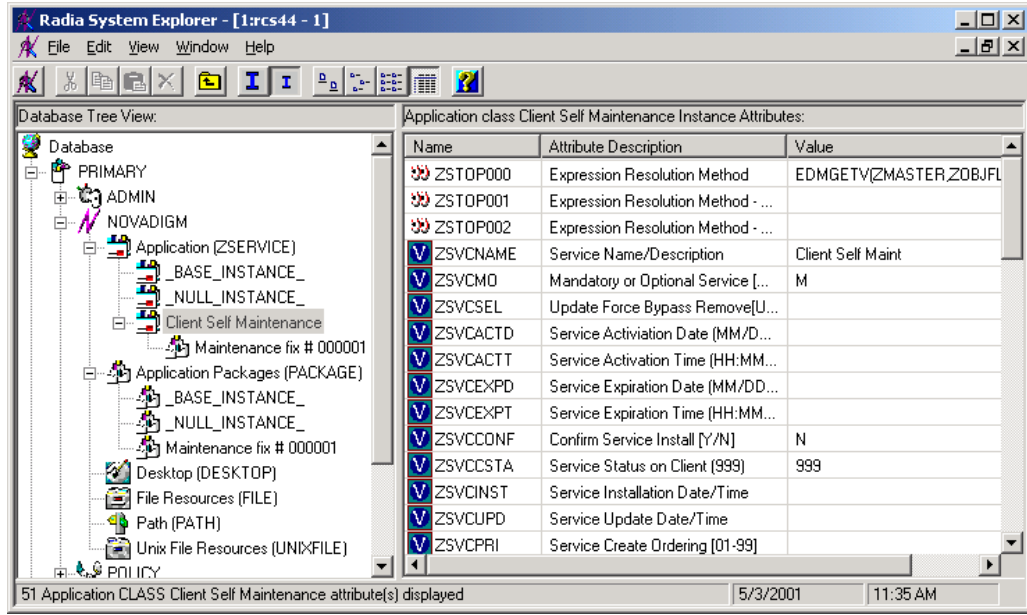 Radia System Explorer - [1:rcs44 - 1]
File Edit View Window Help
Database Tree View:
Application class Client Self Maintenance Instance Attributes:
Database
PRIMARY
ADMIN
NOVADIGM
Application (ZSERVICE)
_BASE_INSTANCE_
_NULL_INSTANCE_
Client Self Maintenance
Maintenance fix # 000001
Application Packages (PACKAGE)
_BASE_INSTANCE_
_NULL_INSTANCE_
Maintenance fix # 000001
Desktop (DESKTOP)
File Resources (FILE)
Path (PATH)
Unix File Resources (UNIXFILE)
POLICY
Name Attribute Description Value
ZSTOP000 Expression Resolution Method EDMGETV(ZMASTER,ZOBJFL
ZSTOP001 Expression Resolution Method - ...
ZSTOP002 Expression Resolution Method - ...
V ZSVCNAME Service Name/Description Client Self Maint
V ZSVCMO Mandatory or Optional Service [... M
V ZSVCSEL Update Force Bypass Remove[U...
V ZSVCACTD Service Activiation Date (MM/D...
V ZSVCACTT Service Activation Time (HH:MM...
V ZSVCEXPD Service Expiration Date (MM/DD...
V ZSVCEXPT Service Expiration Time (HH:MM...
V ZSVCCONF Confirm Service Install [Y/N] N
V ZSVCCSTA Service Status on Client (999) 999
V ZSVCINST Service Installation Date/Time
V ZSVCUPD Service Update Date/Time
V ZSVCPRI Service Create Ordering [01-99]
51 Application CLASS Client Self Maintenance attribute(s) displayed 5/3/2001 11:35 AM